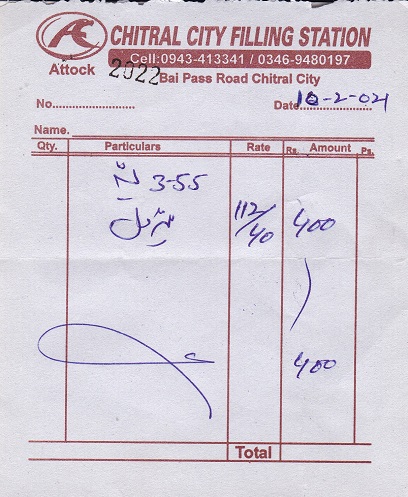 CHITRAL CITY FILLING STATION
Cell:0943-413341 / 0346-9480197
Attock 2022 Bai Pass Road Chitral City
No........................ Date 10-2-021
Name.
Qty. Particulars Rate Rs. Amount Ps.
3-55
پٹرول 112/40 400
400
Total